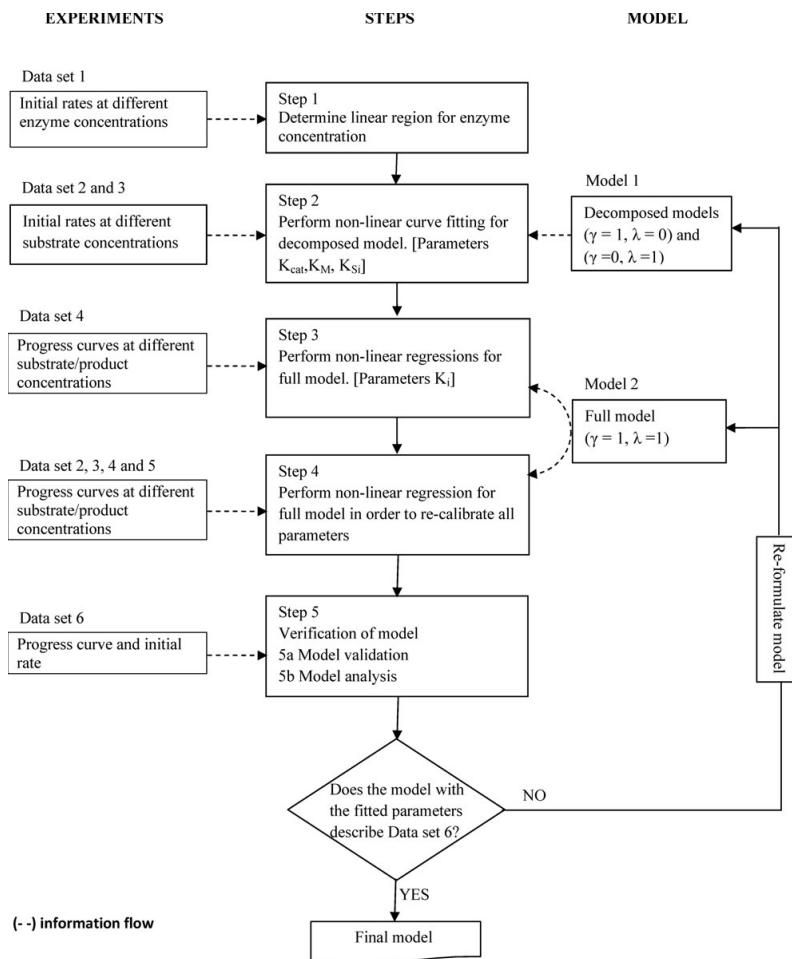 EXPERIMENTS
STEPS
MODEL
Data set 1
Initial rates at different
enzyme concentrations
Step 1
Determine linear region for enzyme
concentration
Data set 2 and 3
Initial rates at different
substrate concentrations
Step 2
Perform non-linear curve fitting for
decomposed model. [Parameters
Kcat,KM, KSi]
Model 1
Decomposed models
(γ = 1, λ = 0) and
(γ =0, λ =1)
Data set 4
Progress curves at different
substrate/product
concentrations
Step 3
Perform non-linear regressions for
full model. [Parameters Ki]
Model 2
Full model
(γ = 1, λ =1)
Data set 2, 3, 4 and 5
Progress curves at different
substrate/product
concentrations
Step 4
Perform non-linear regression for
full model in order to re-calibrate all
parameters
Re-formulate model
Data set 6
Progress curve and initial
rate
Step 5
Verification of model
5a Model validation
5b Model analysis
Does the model with
the fitted parameters
describe Data set 6?
NO
YES
(- -) information flow
Final model